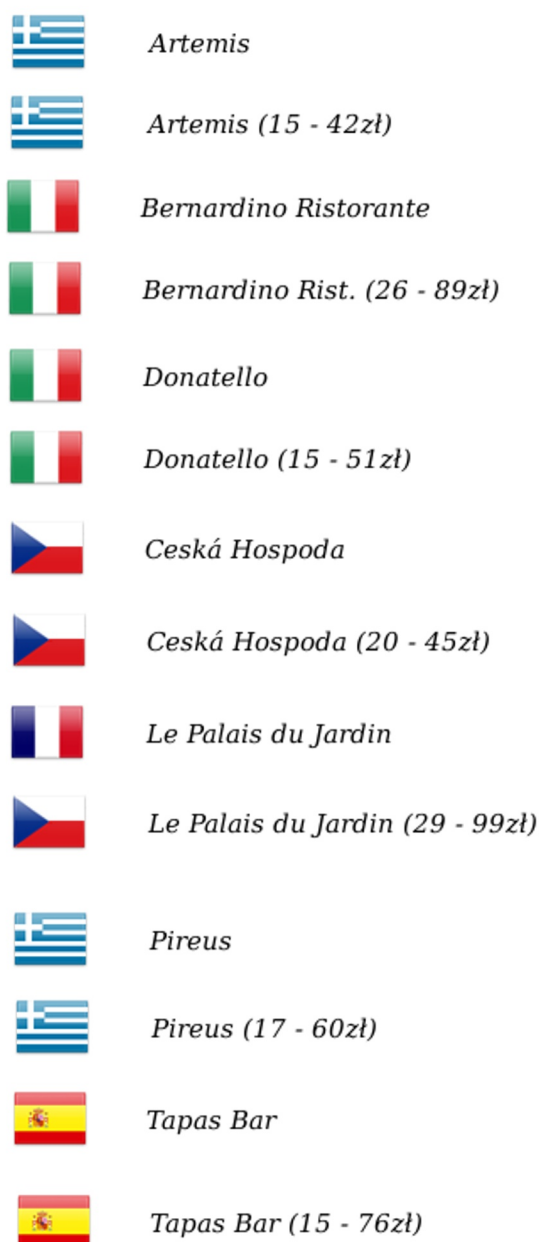 Artemis
Artemis (15 - 42zł)
Bernardino Ristorante
Bernardino Rist. (26 - 89zł)
Donatello
Donatello (15 - 51zł)
Ceská Hospoda
Ceská Hospoda (20 - 45zł)
Le Palais du Jardin
Le Palais du Jardin (29 - 99zł)
Pireus
Pireus (17 - 60zł)
Tapas Bar
Tapas Bar (15 - 76zł)